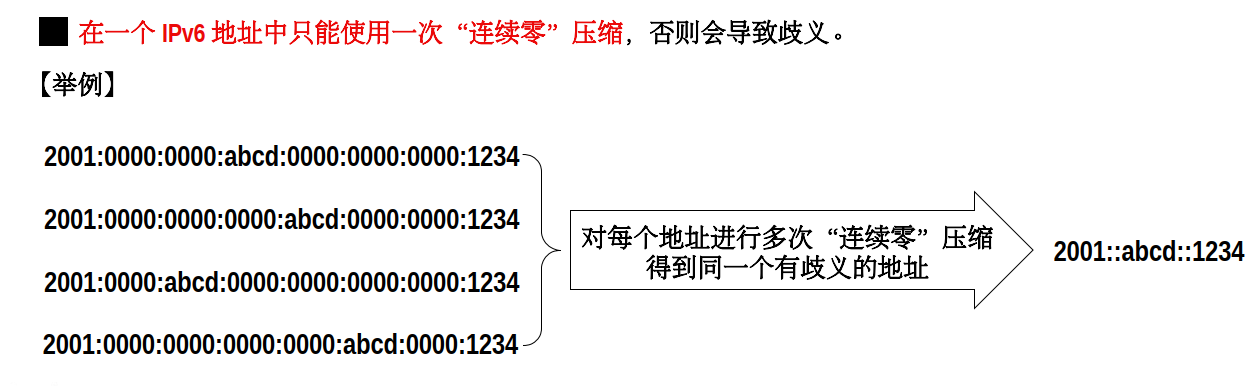 在一个 IPv6 地址中只能使用一次“连续零”压缩，否则会导致歧义。
【举例】
2001:0000:0000:abcd:0000:0000:0000:1234
2001:0000:0000:0000:abcd:0000:0000:1234
2001:0000:abcd:0000:0000:0000:0000:1234
2001:0000:0000:0000:0000:abcd:0000:1234
对每个地址进行多次“连续零”压缩
得到同一个有歧义的地址
2001::abcd::1234